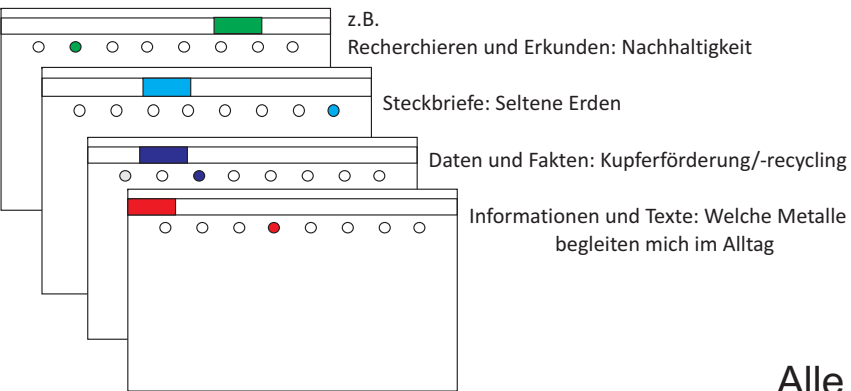 z.B.
Recherchieren und Erkunden: Nachhaltigkeit
Steckbriefe: Seltene Erden
Daten und Fakten: Kupferförderung/-recycling
Informationen und Texte: Welche Metalle
begleiten mich im Alltag
Alle